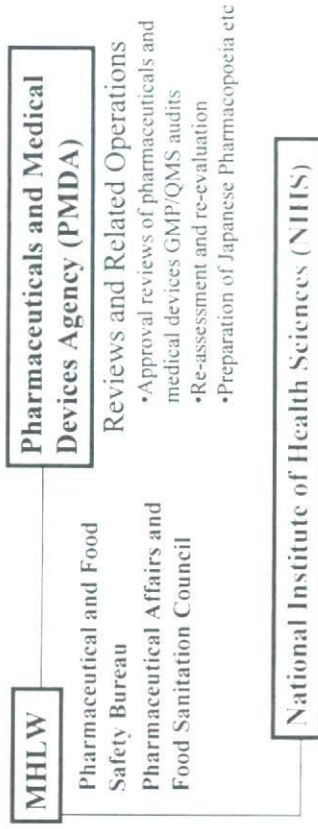 MHLW
Pharmaceutical and Food
Safety Bureau
Pharmaceutical Affairs and
Food Sanitation Council
Pharmaceuticals and Medical
Devices Agency (PMDA)
Reviews and Related Operations
•Approval reviews of pharmaceuticals and
medical devices GMP/QMS audits
•Re-assessment and re-evaluation
•Preparation of Japanese Pharmacopoeia etc
National Institute of Health Sciences (NIHS)